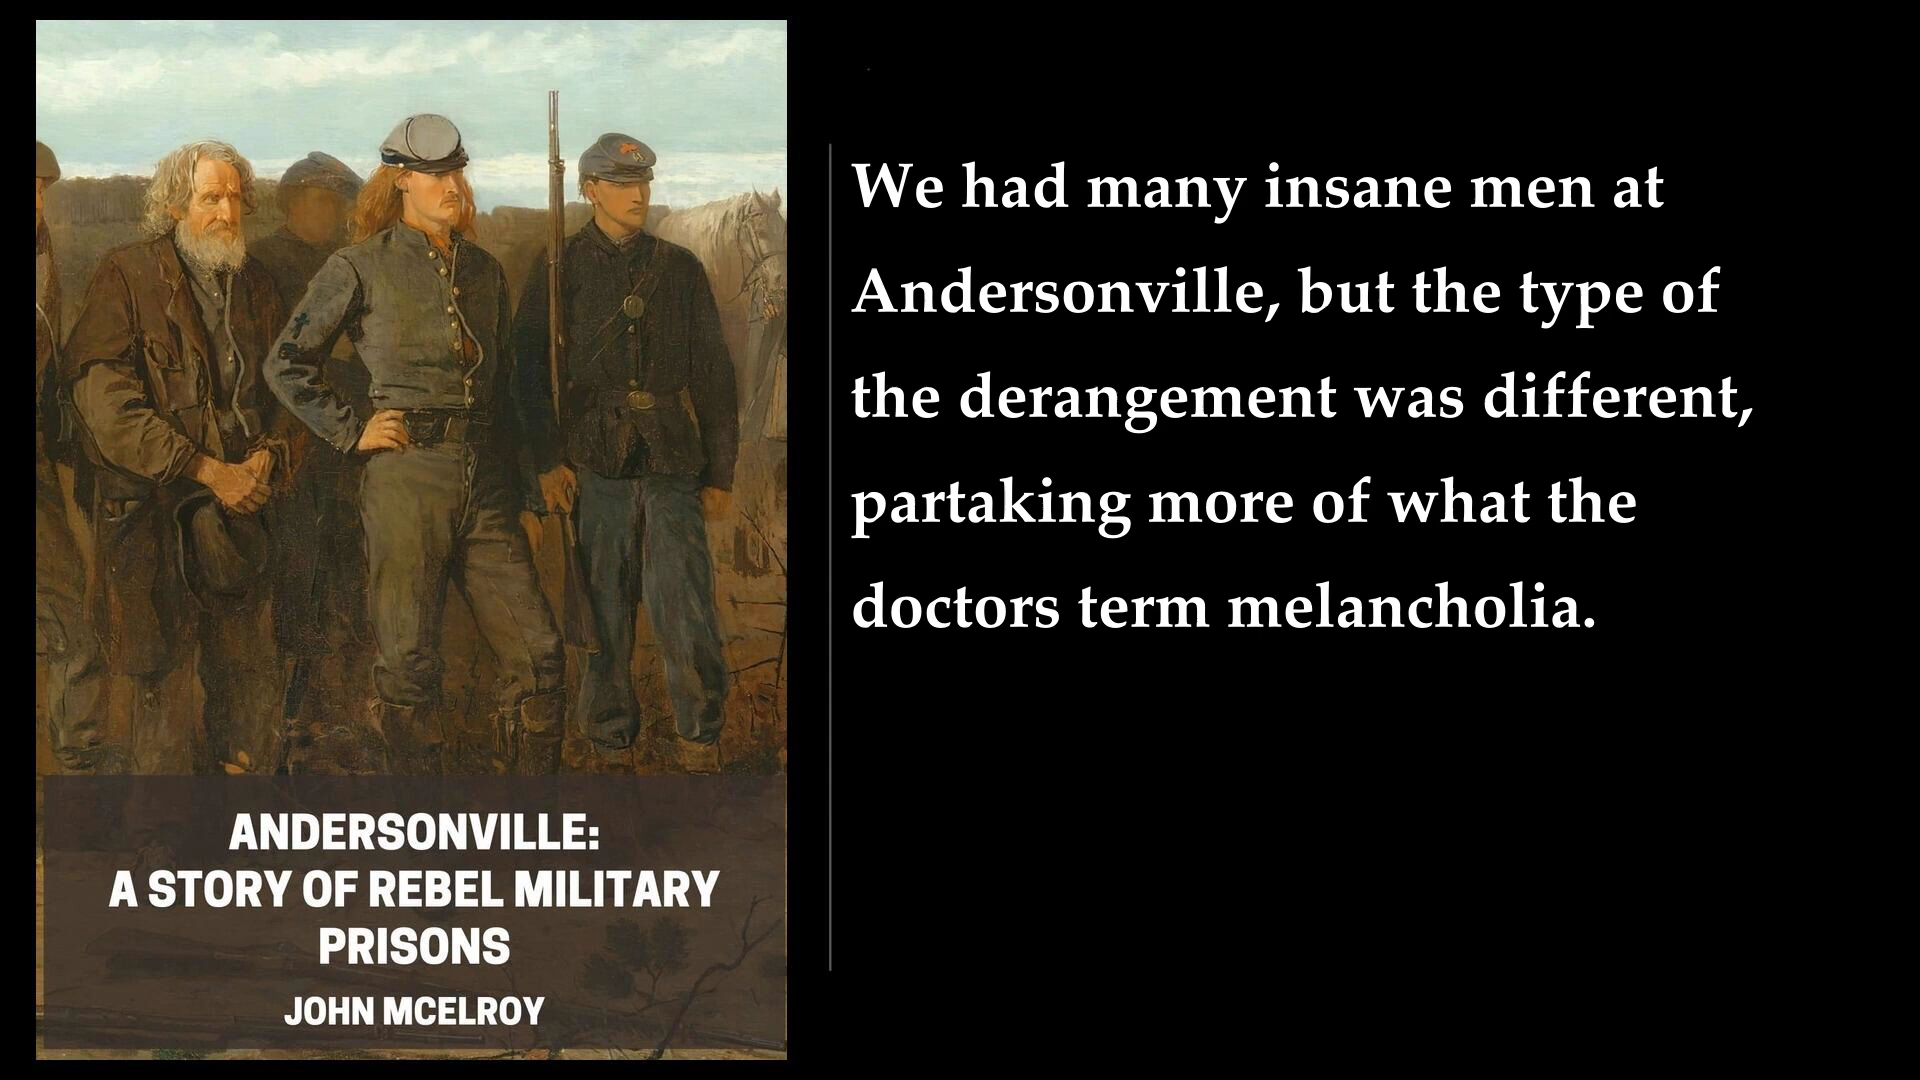 We had many insane men at
Andersonville, but the type of
the derangement was different,
partaking more of what the
doctors term melancholia.
ANDERSONVILLE:
A STORY OF REBEL MILITARY
PRISONS
JOHN MCELROY